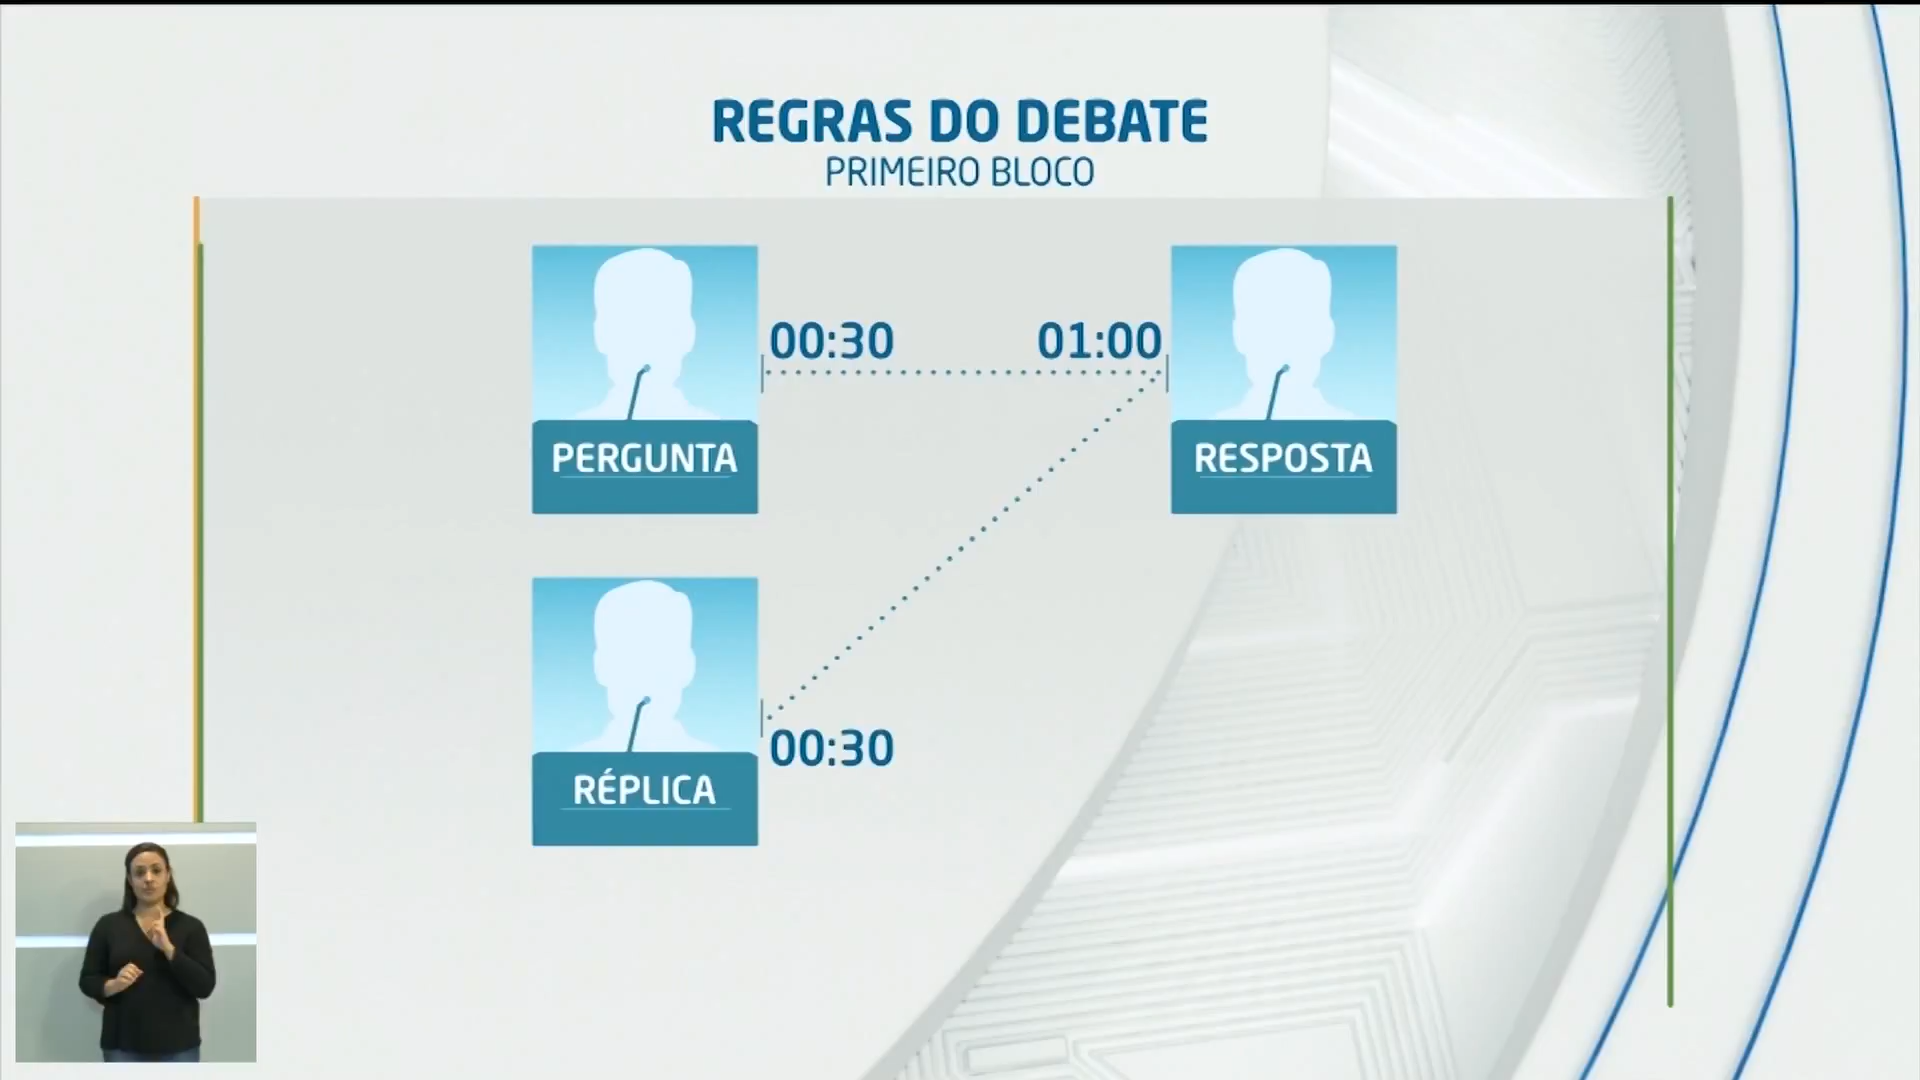 REGRAS DO DEBATE
PRIMEIRO BLOCO
00:30
01:00
PERGUNTA
RESPOSTA
00:30
RÉPLICA